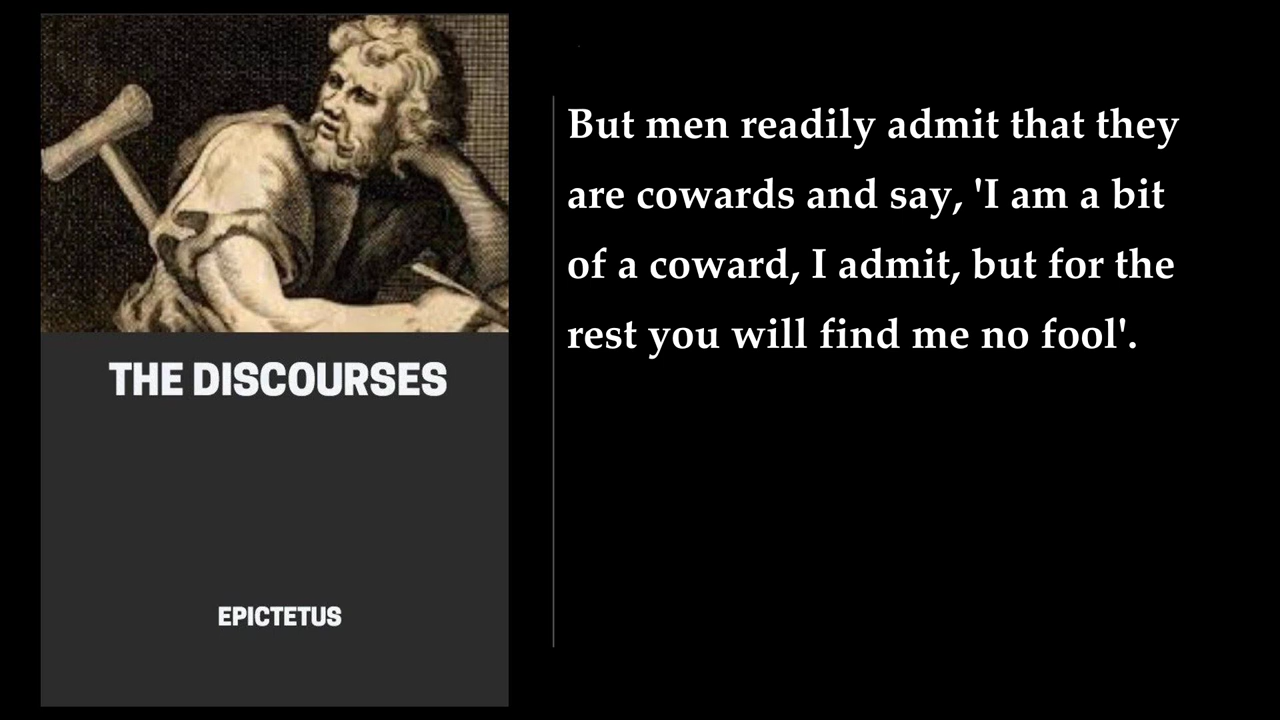 THE DISCOURSES
EPICTETUS
But men readily admit that they
are cowards and say, 'I am a bit
of a coward, I admit, but for the
rest you will find me no fool'.